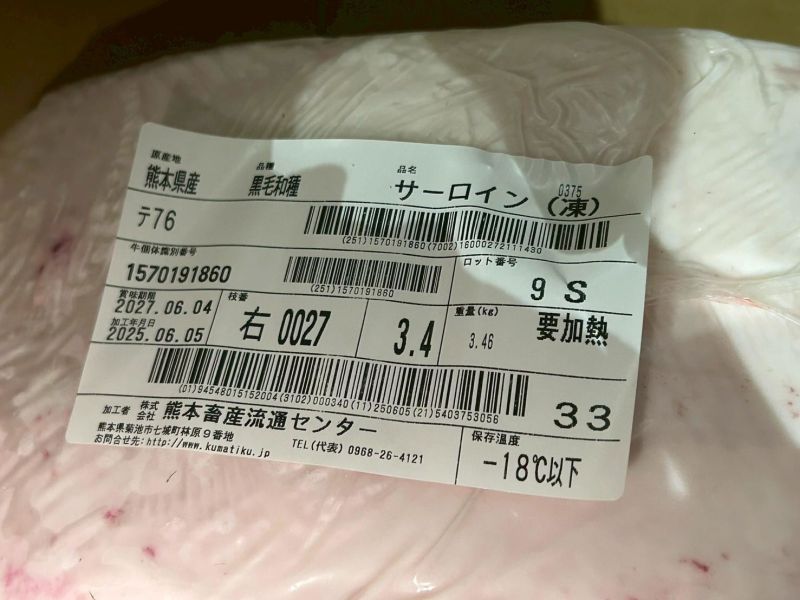 原産地 品種 品名
熊本県産 黒毛和種 サーロイン (凍) 0375
テ76
(251)1570191860(7002)16000272111430
牛個体識別番号 ロット番号
1570191860 9 S
(251)1570191860
賞味期限 枝番 重量(kg)
2027.06.04 右 0027 3.4 3.46 要加熱
加工年月日
2025.06.05
(01)94548015152004(3102)000340(11)250605(21)5403753056
33
加工者 株式会社 熊本畜産流通センター
熊本県菊池市七城町林原9番地 保存温度
お問合せ先:http://www.kumatiku.jp TEL(代表) 0968-26-4121 -18℃以下